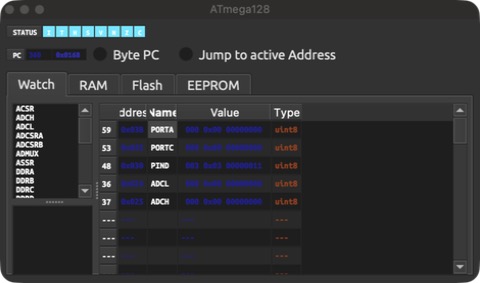 ATmega128
STATUS I T H S V N Z C
PC Byte PC Jump to active Address
Watch RAM Flash EEPROM
ddres Name Value Type
ACSR
ADCH
ADCL
ADCSRA
ADCSRB
ADMUX
ASSR
DDRA
DDRB
DDRC
59 PORTA uint8
53 PORTC uint8
48 PIND uint8
36 ADCL uint8
37 ADCH uint8
--- --- --- ---
--- --- --- ---
--- --- --- ---